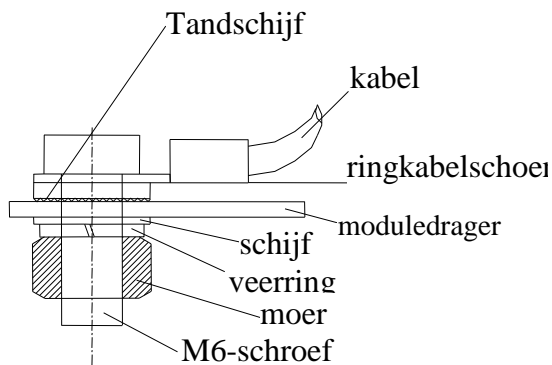 Tandschijf
kabel
ringkabelschoen
moduledrager
schijf
veerring
moer
M6-schroef